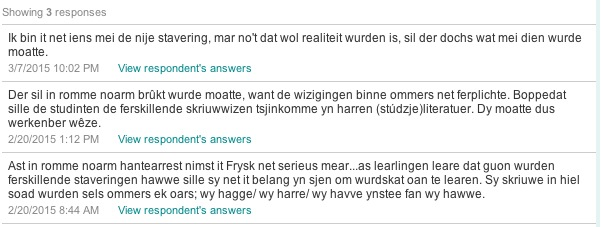 Showing 3 responses
Ik bin it net iens mei de nije stavering, mar no't dat wol realiteit wurden is, sil der dochs wat mei dien wurde
moatte.
3/7/2015 10:02 PM View respondent's answers
Der sil in romme noarm brûkt wurde moatte, want de wizigingen binne ommers net ferplichte. Boppedat
sille de studinten de ferskillende skriuwwizen tsjinkomme yn harren (stúdzje)literatuer. Dy moatte dus
werkenber wêze.
2/20/2015 1:12 PM View respondent's answers
Ast in romme noarm hantearrest nimst it Frysk net serieus mear...as learlingen leare dat guon wurden
ferskillende staveringen hawwe sille sy net it belang yn sjen om wurdskat oan te learen. Sy skriuwe in hiel
soad wurden sels ommers ek oars; wy hagge/ wy harre/ wy havve ynstee fan wy hawwe.
2/20/2015 8:44 AM View respondent's answers